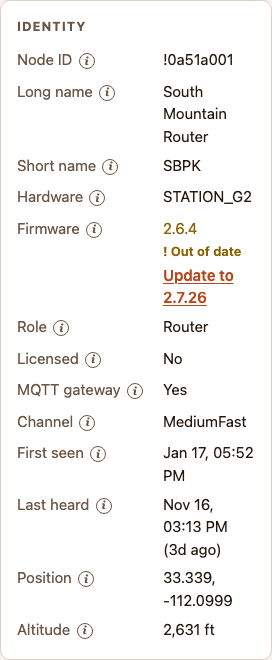 IDENTITY
Node ID i !0a51a001
Long name i South
Mountain
Router
Short name i SBPK
Hardware i STATION_G2
Firmware i 2.6.4
! Out of date
Update to
2.7.26
Role i Router
Licensed i No
MQTT gateway i Yes
Channel i MediumFast
First seen i Jan 17, 05:52
PM
Last heard i Nov 16,
03:13 PM
(3d ago)
Position i 33.339,
-112.0999
Altitude i 2,631 ft